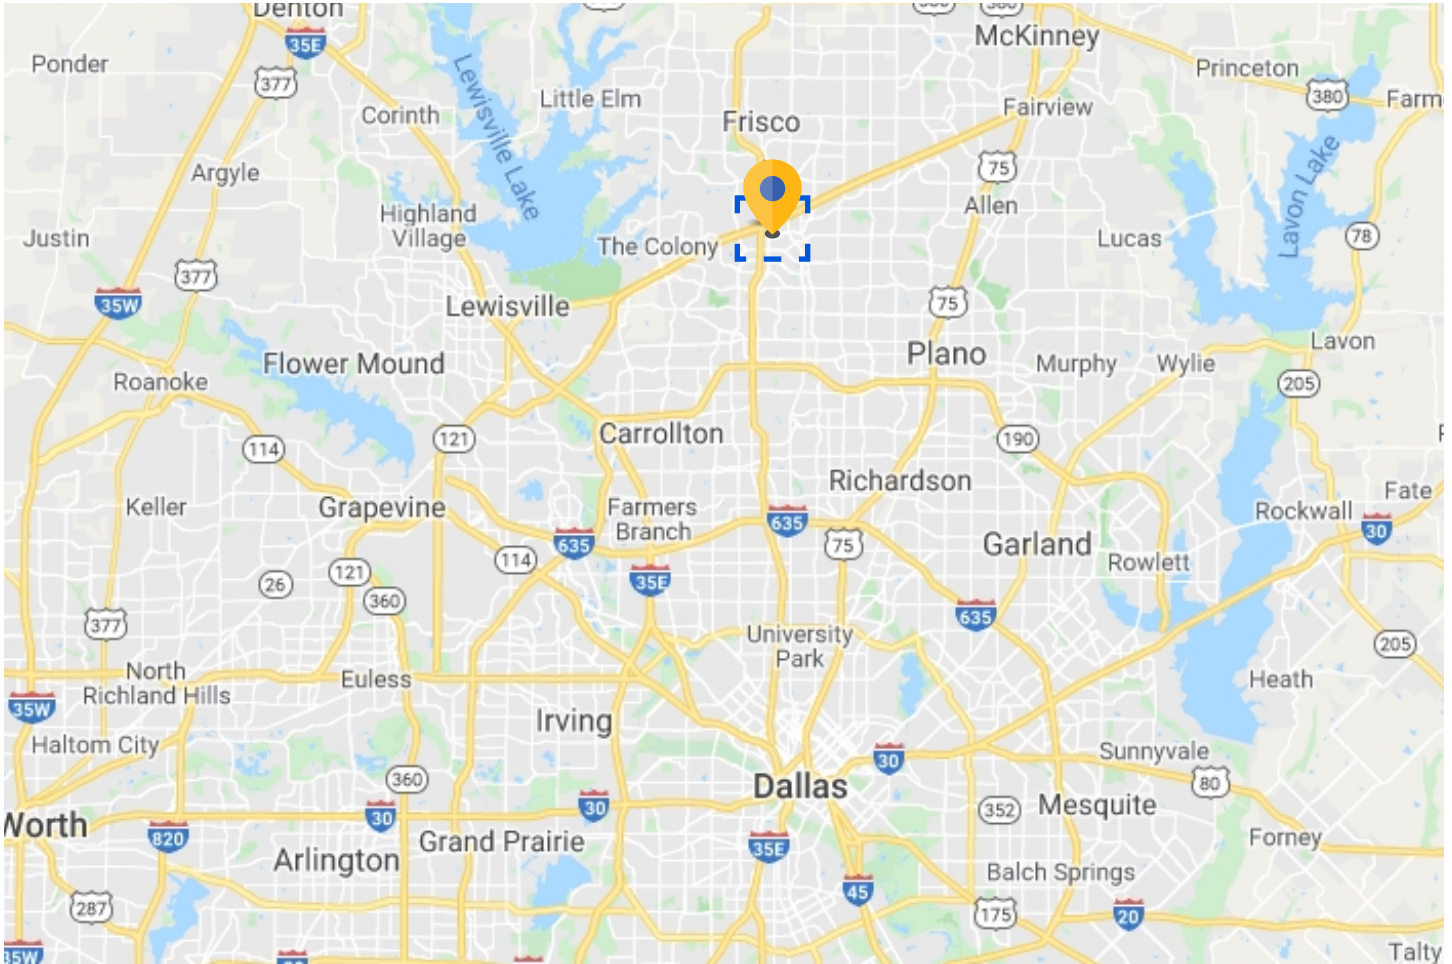 Denton
35E
McKinney
Ponder
377
Lewisville Lake
Little Elm
Princeton
380
Corinth
Frisco
Fairview
Lavon Lake
Argyle
75
Highland
Village
Allen
Justin
The Colony
Lucas
78
377
35W
Lewisville
75
Flower Mound
Plano
Murphy
Wylie
Lavon
Roanoke
205
114
121
Carrollton
190
Keller
Grapevine
Farmers
Branch
Richardson
Rockwall
Fate
635
635
75
30
114
Garland
Rowlett
26
121
360
35E
635
377
University
Park
205
North
Richland Hills
Euless
Heath
35W
Irving
Haltom City
30
Sunnyvale
360
Dallas
80
30
30
352
Mesquite
Worth
820
Grand Prairie
Forney
Arlington
35E
Balch Springs
45
287
175
20
35W
Talty